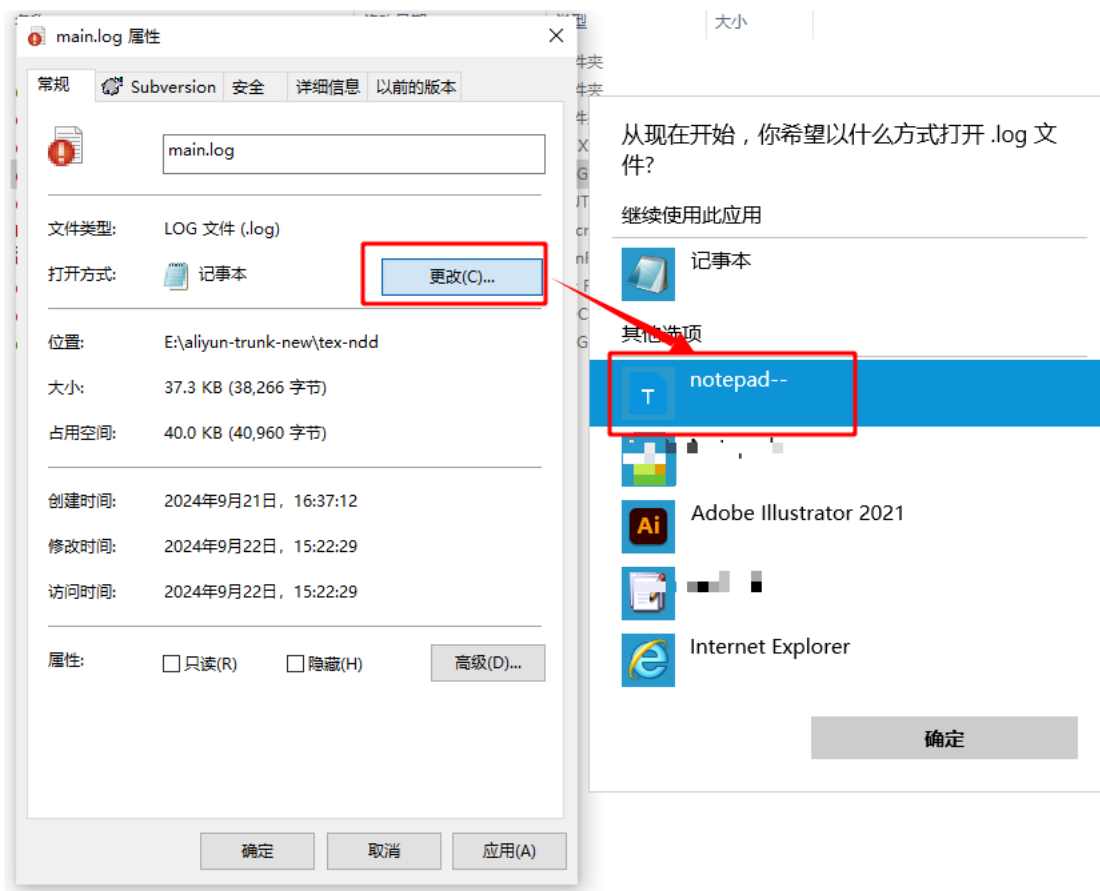 大小
main.log 属性
常规
Subversion
安全
详细信息
以前的版本
main.log
文件类型:
LOG 文件 (.log)
打开方式:
记事本
更改(C)...
位置:
E:\aliyun-trunk-new\tex-ndd
大小:
37.3 KB (38,266 字节)
占用空间:
40.0 KB (40,960 字节)
创建时间:
2024年9月21日，16:37:12
修改时间:
2024年9月22日，15:22:29
访问时间:
2024年9月22日，15:22:29
属性:
只读(R)
隐藏(H)
高级(D)...
确定
取消
应用(A)
从现在开始，你希望以什么方式打开 .log 文
件?
继续使用此应用
记事本
其他选项
T
notepad--
Ai
Adobe Illustrator 2021
Internet Explorer
确定